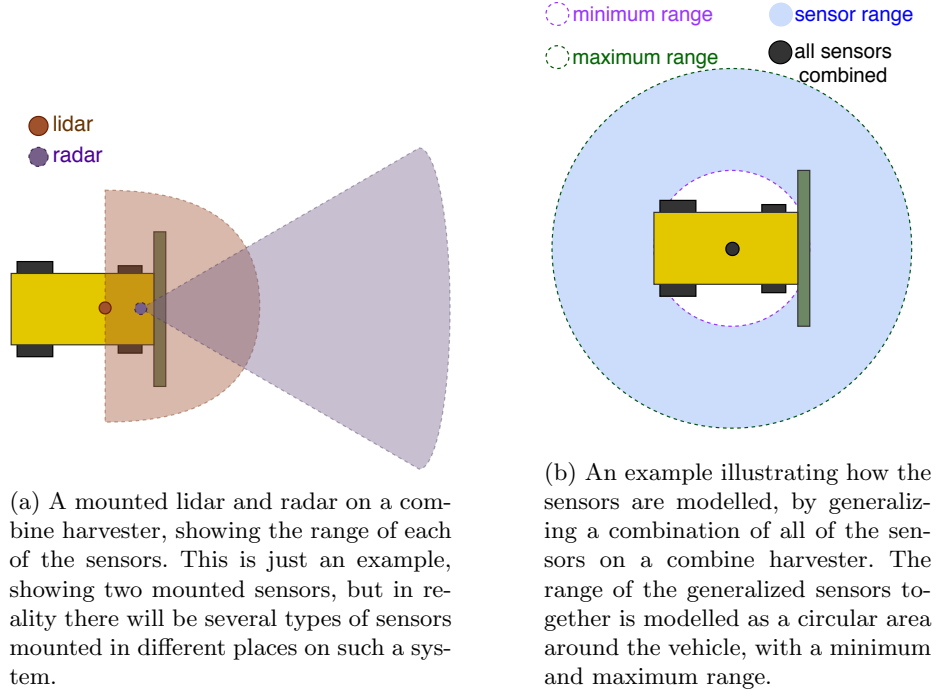 lidar
radar
(a) A mounted lidar and radar on a com-
bine harvester, showing the range of each
of the sensors. This is just an example,
showing two mounted sensors, but in re-
ality there will be several types of sensors
mounted in different places on such a sys-
tem.
minimum range
sensor range
maximum range
all sensors
combined
(b) An example illustrating how the
sensors are modelled, by generaliz-
ing a combination of all of the sen-
sors on a combine harvester. The
range of the generalized sensors to-
gether is modelled as a circular area
around the vehicle, with a minimum
and maximum range.